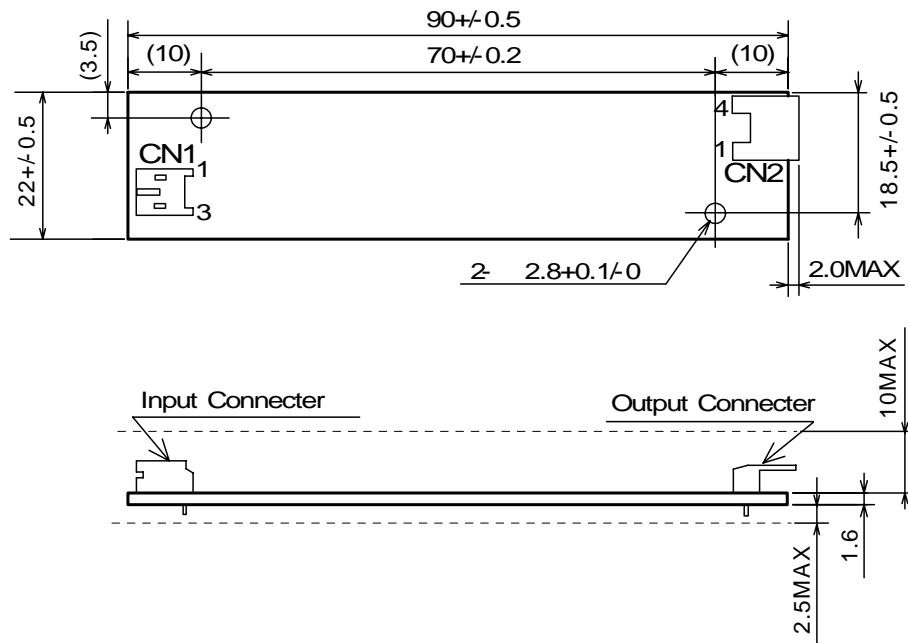 90+/-0.5
(10)
70+/-0.2
(10)
(3.5)
22+/-0.5
18.5+/-0.5
4
1
CN2
CN1
1
3
2- 2.8+0.1/-0
2.0MAX
Input Connecter
Output Connecter
10MAX
1.6
2.5MAX